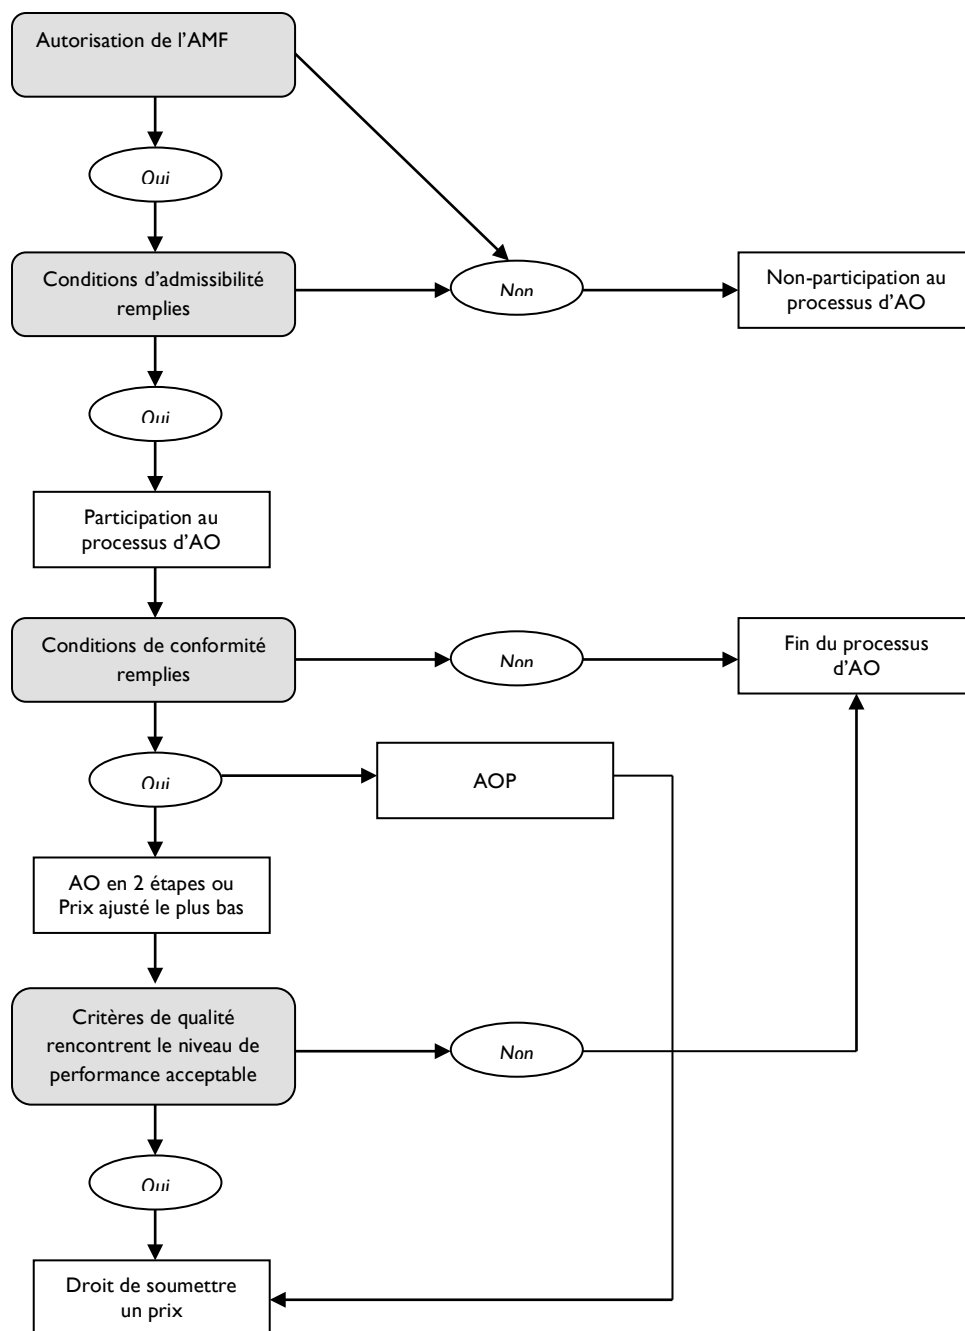 Autorisation de l'AMF
Oui
Conditions d'admissibilité
remplies
Non
Non-participation au
processus d'AO
Oui
Participation au
processus d'AO
Conditions de conformité
remplies
Non
Fin du processus
d'AO
Oui
AOP
AO en 2 étapes ou
Prix ajusté le plus bas
Critères de qualité
rencontrent le niveau de
performance acceptable
Non
Oui
Droit de soumettre
un prix